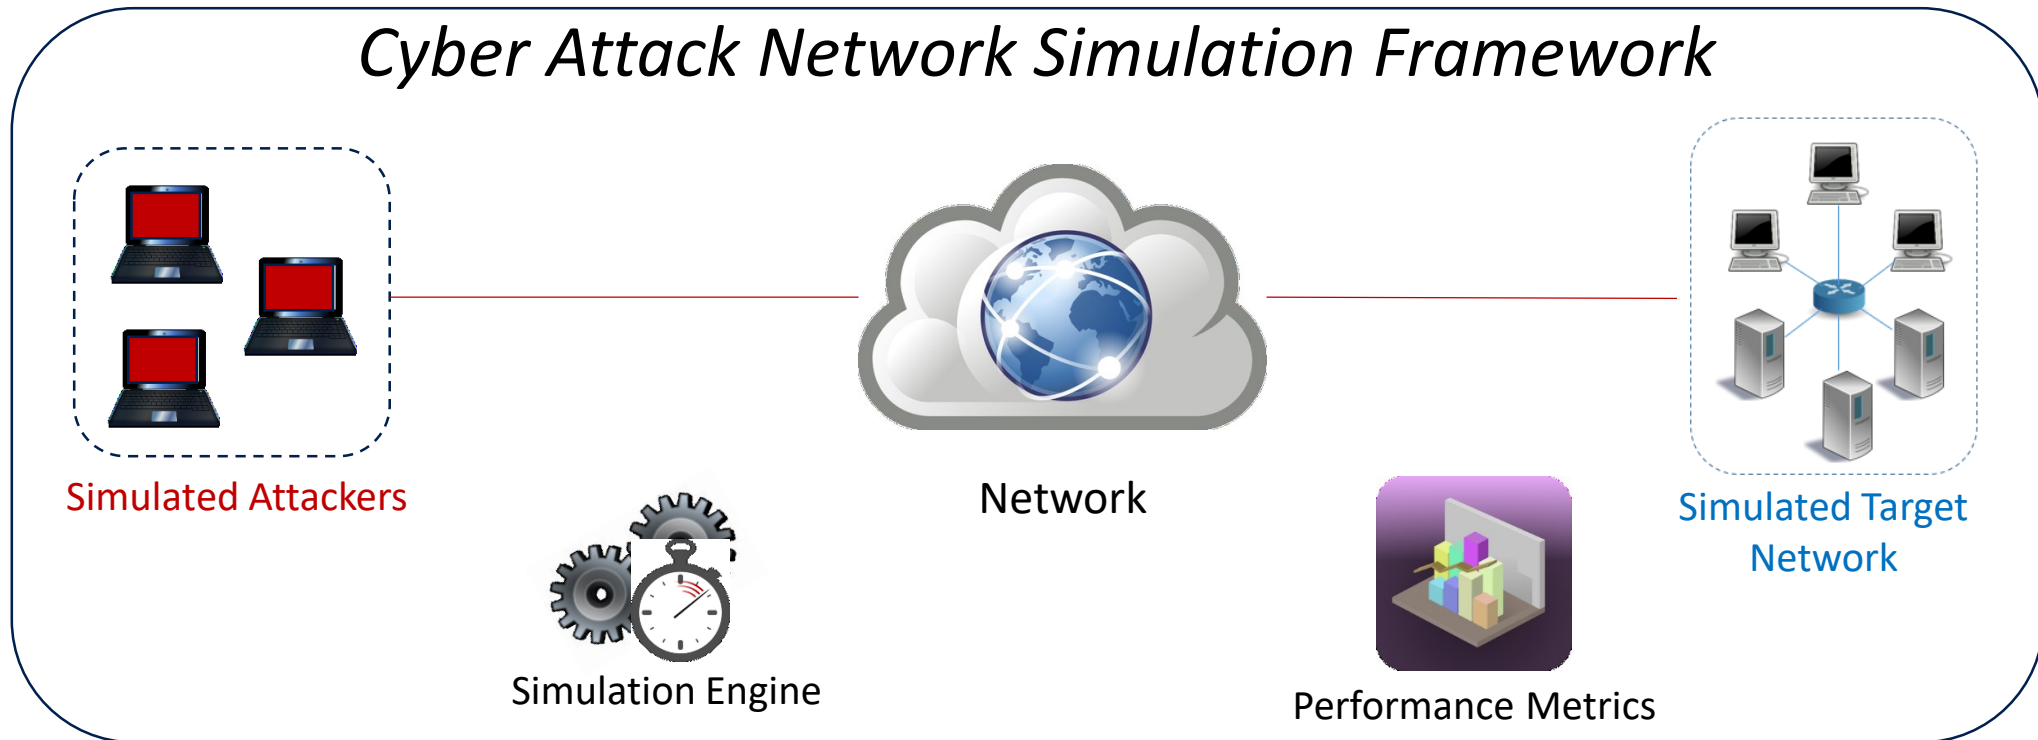 Cyber Attack Network Simulation Framework
Simulated Attackers
Network
Simulated Target
Network
Simulation Engine
Performance Metrics